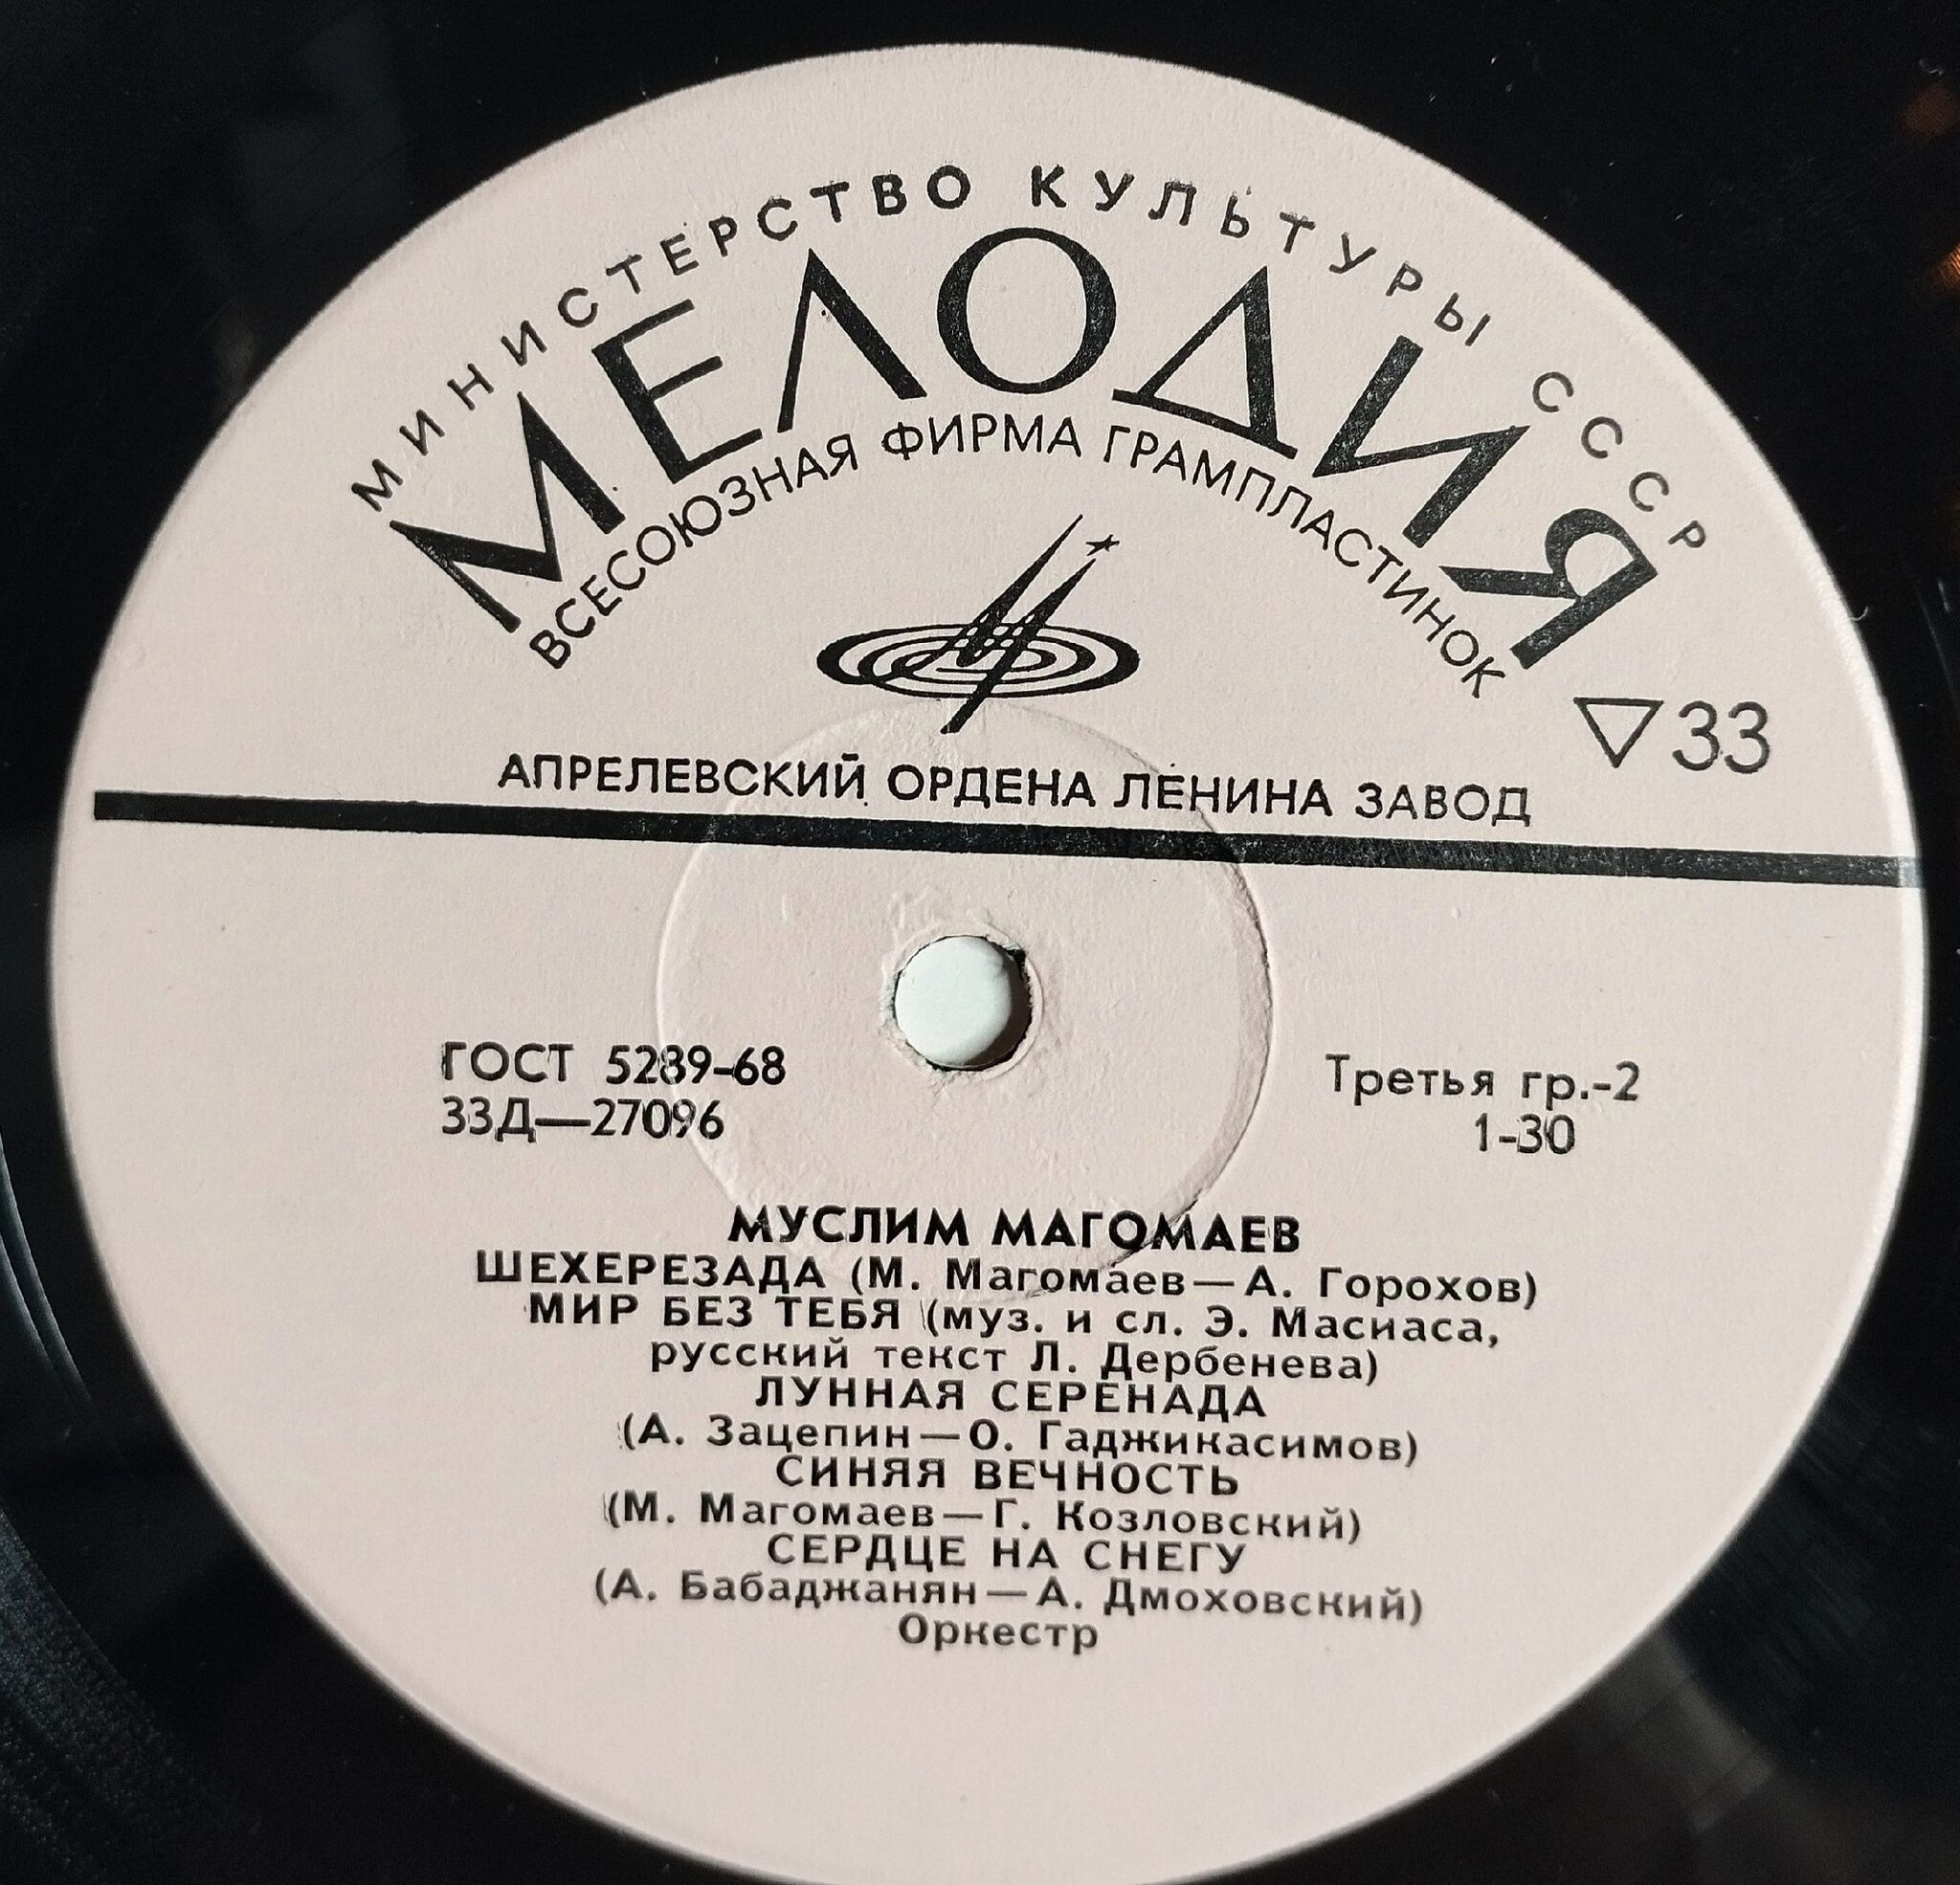 МИНИСТЕРСТВО КУЛЬТУРЫ СССР
МЕЛОДИЯ
ВСЕСОЮЗНАЯ ФИРМА ГРАМПЛАСТИНОК
▽33
АПРЕЛЕВСКИЙ ОРДЕНА ЛЕНИНА ЗАВОД
ГОСТ 5289-68
33Д—27096
Третья гр.-2
1-30
МУСЛИМ МАГОМАЕВ
ШЕХЕРЕЗАДА (М. Магомаев—А. Горохов)
МИР БЕЗ ТЕБЯ (муз. и сл. Э. Масиаса,
русский текст Л. Дербенева)
ЛУННАЯ СЕРЕНАДА
(А. Зацепин—О. Гаджикасимов)
СИНЯЯ ВЕЧНОСТЬ
(М. Магомаев—Г. Козловский)
СЕРДЦЕ НА СНЕГУ
(А. Бабаджанян—А. Дмоховский)
Оркестр